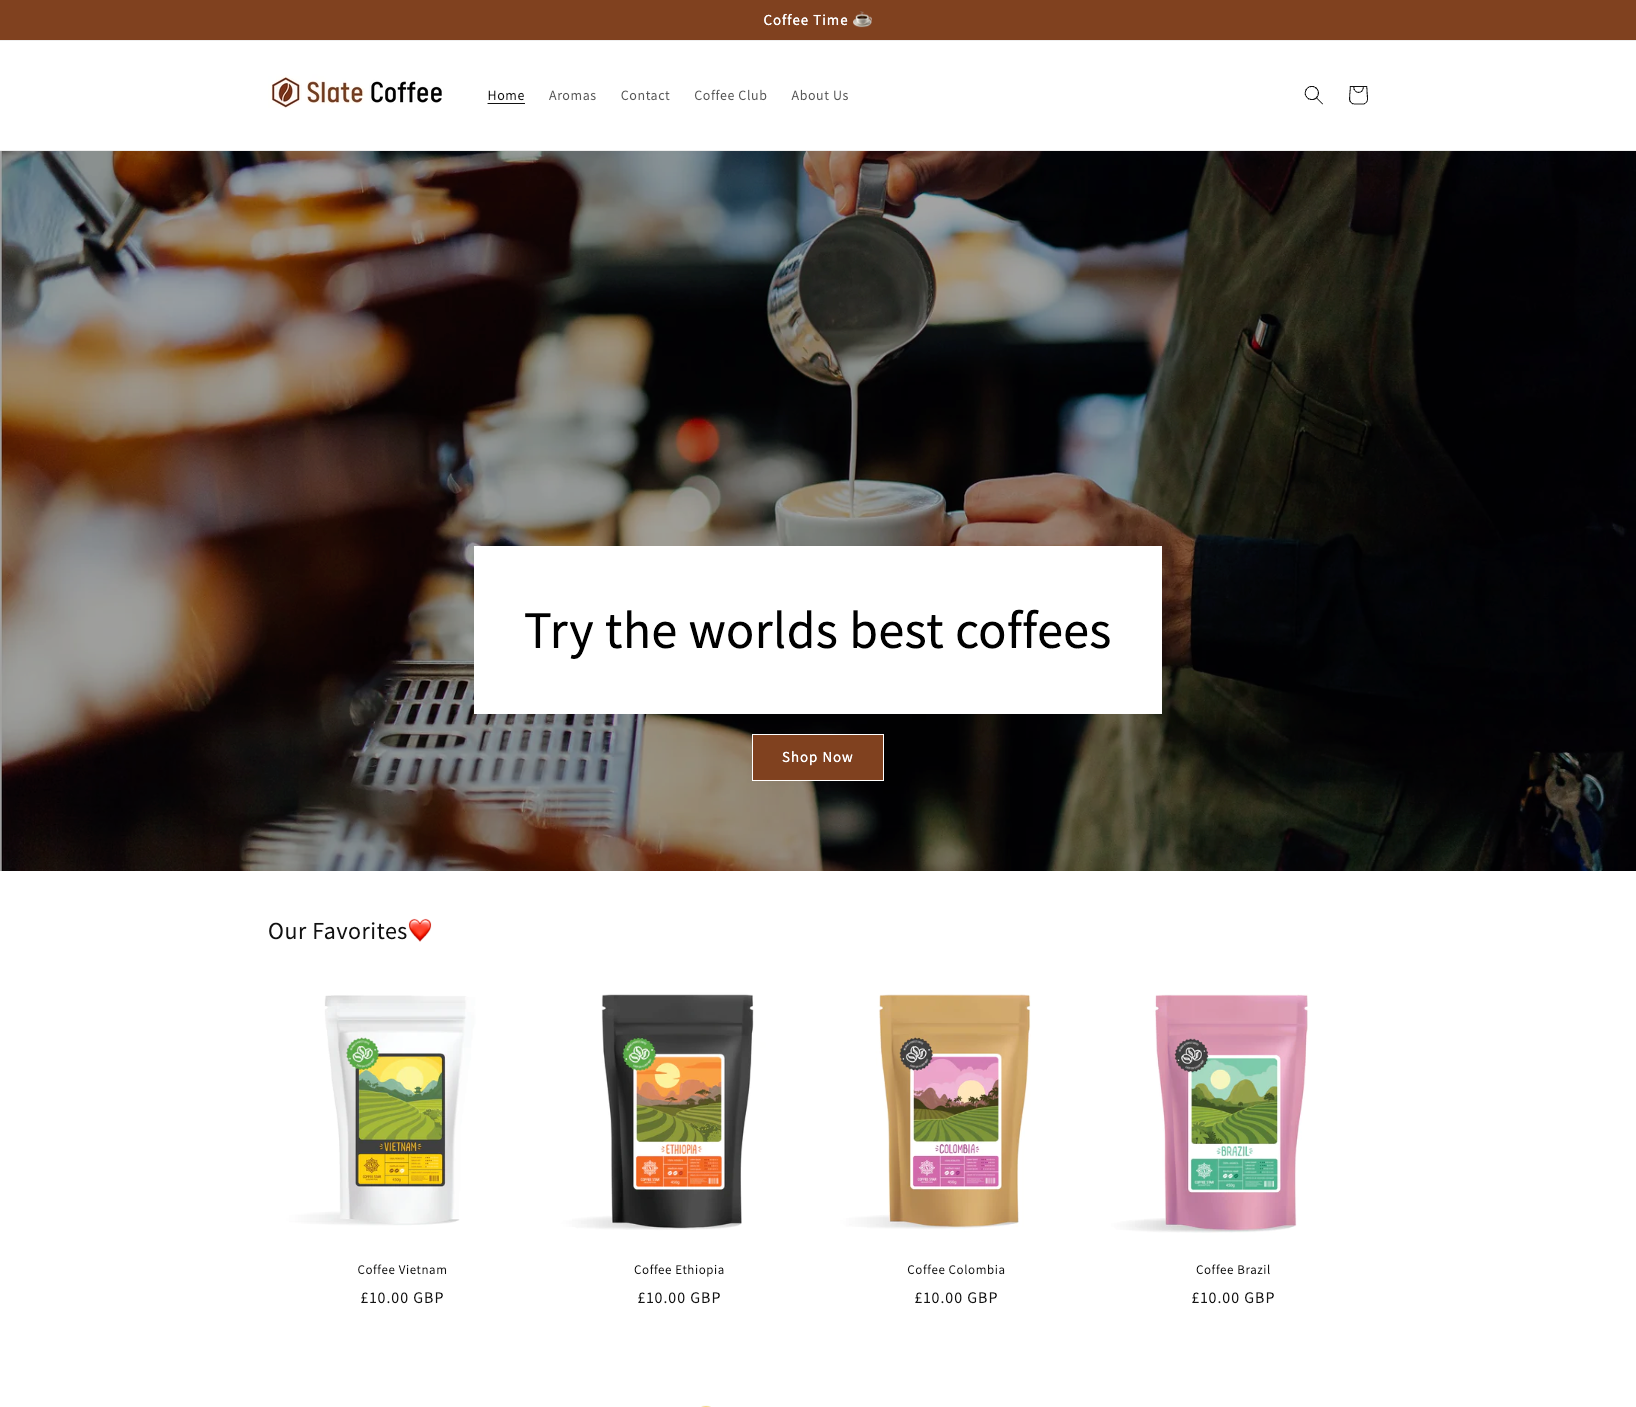 Coffee Time ☕
Slate Coffee
Home Aromas Contact Coffee Club About Us
Try the worlds best coffees
Shop Now
Our Favorites❤️
VIETNAM
ETHIOPIA
COLOMBIA
BRAZIL
Coffee Vietnam
Coffee Ethiopia
Coffee Colombia
Coffee Brazil
£10.00 GBP
£10.00 GBP
£10.00 GBP
£10.00 GBP